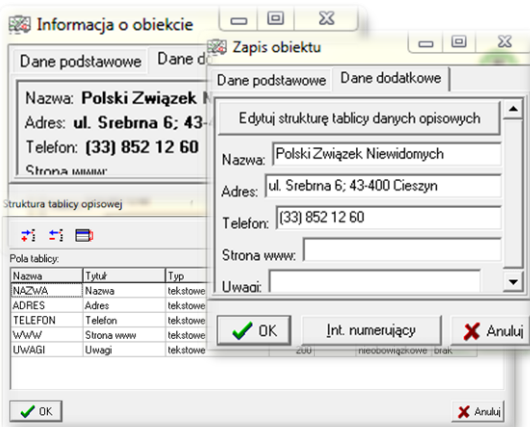 Informacja o obiekcie
Dane podstawowe
Nazwa: Polski Związek
Adres: ul. Srebrna 6; 43-
Telefon: (33) 852 12 60
Strona www:
Zapis obiektu
Dane podstawowe Dane dodatkowe
Edytuj strukturę tablicy danych opisowych
Nazwa: Polski Związek Niewidomych
Adres: ul. Srebrna 6; 43-400 Cieszyn
Telefon: (33) 852 12 60
Strona www:
Uwagi:
OK Int. numerujący Anuluj
Struktura tablicy opisowej
Pola tablicy:
Nazwa Tytuł Typ
NAZWA Nazwa tekstowe
ADRES Adres tekstowe
TELEFON Telefon tekstowe
WWW Strona www tekstowe
UWAGI Uwagi tekstowe 200 nieobowiązkowe brak
OK Anuluj